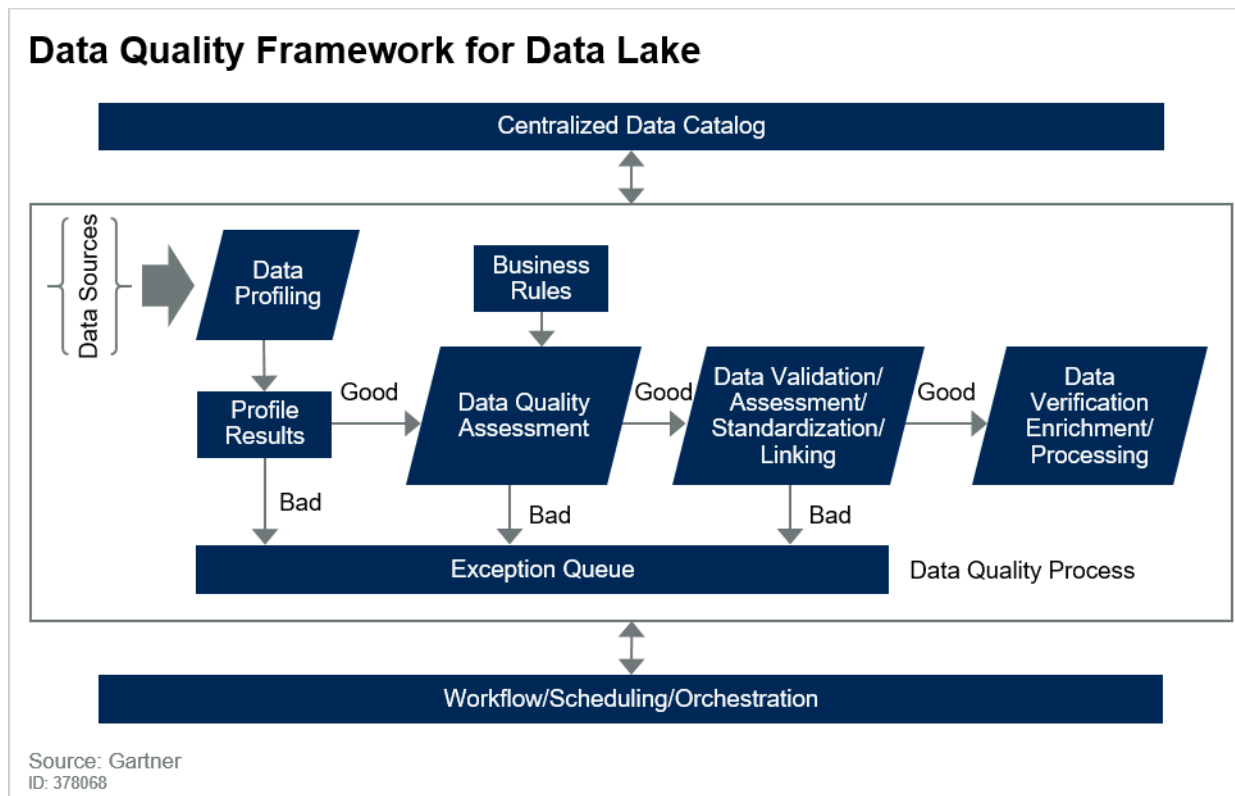 Data Quality Framework for Data Lake
Centralized Data Catalog
Data Sources
Data
Profiling
Business
Rules
Profile
Results
Good
Data Quality
Assessment
Good
Data Validation/
Assessment/
Standardization/
Linking
Good
Data
Verification
Enrichment/
Processing
Bad
Bad
Bad
Exception Queue
Data Quality Process
Workflow/Scheduling/Orchestration
Source: Gartner
ID: 378068